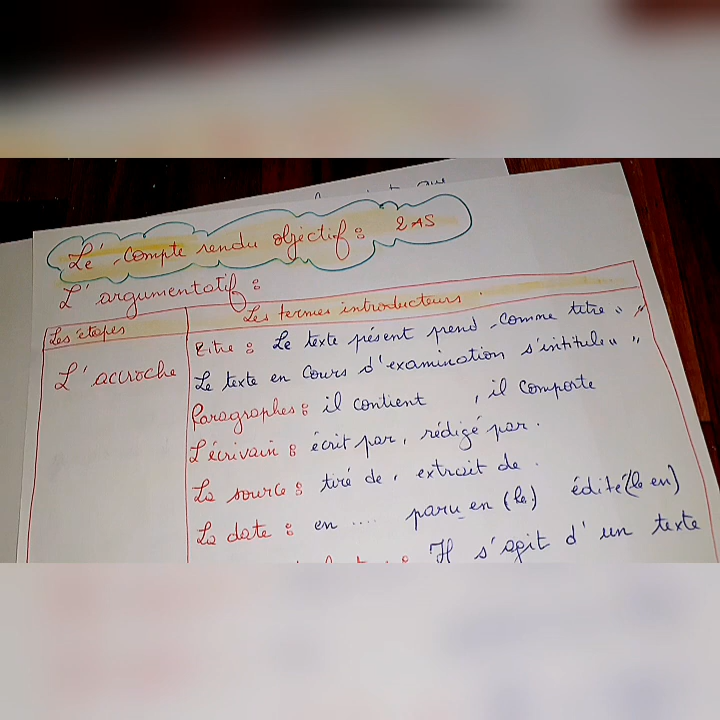 Le compte rendu objectif : 2AS
L'argumentatif :
Les étapes
Les termes introducteurs
L'accroche
Titre : Le texte présent prend comme titre " "
Le texte en cours d'examination s'intitule " "
Paragraphes : il contient , il comporte
L'écrivain : écrit par, rédigé par.
La source : tiré de, extrait de.
La date : en .... paru en (le) édité (le en)
Il s'agit d'un texte